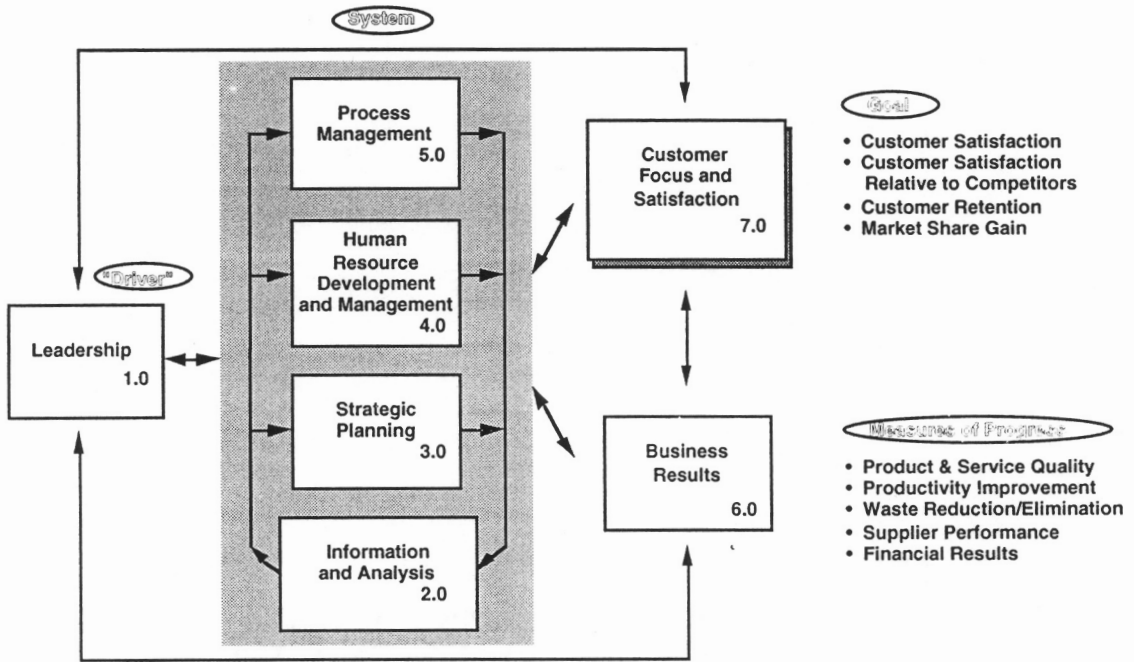 System
Process
Management
5.0
Customer
Focus and
Satisfaction
7.0
Goal
• Customer Satisfaction
• Customer Satisfaction
Relative to Competitors
• Customer Retention
• Market Share Gain
Human
Resource
Development
and Management
4.0
"Driver"
Leadership
1.0
Strategic
Planning
3.0
Business
Results
6.0
Measures of Progress
• Product & Service Quality
• Productivity Improvement
• Waste Reduction/Elimination
• Supplier Performance
• Financial Results
Information
and Analysis
2.0